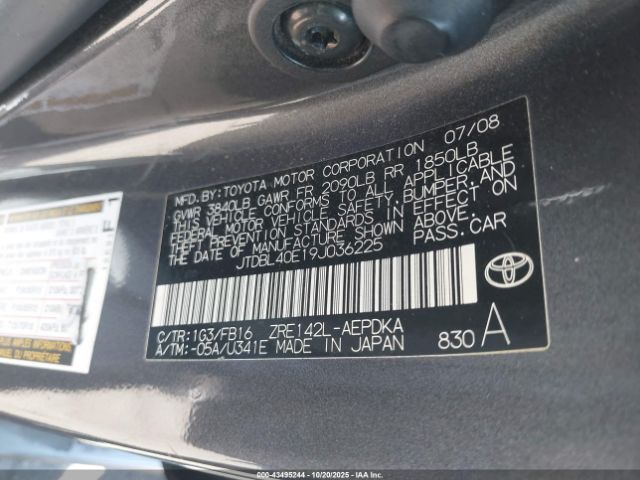 MFD. BY: TOYOTA MOTOR CORPORATION 07/08
GVWR 3840LB GAWR FR 2090LB RR 1850LB
THIS VEHICLE CONFORMS TO ALL APPLICABLE
FEDERAL MOTOR VEHICLE SAFETY, BUMPER, AND
THEFT PREVENTION STANDARDS IN EFFECT ON
THE DATE OF MANUFACTURE SHOWN ABOVE.
JTDBL40E19J036225 PASS. CAR
C/TR: 1G3/FB16 ZRE142L-AEPDKA
A/TM: -05A/U341E MADE IN JAPAN 830 A
000-43495244 | 10/20/2025 | IAAI.COM